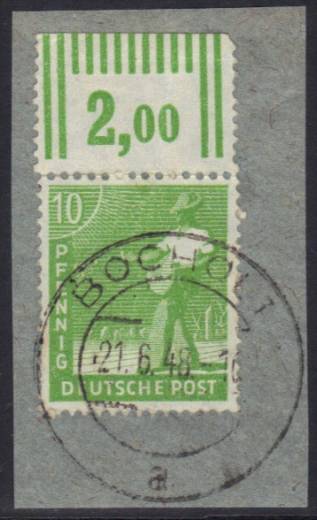 2,00
10
PFENNIG
BOCHOLT
21.6.48
DEUTSCHE POST
a